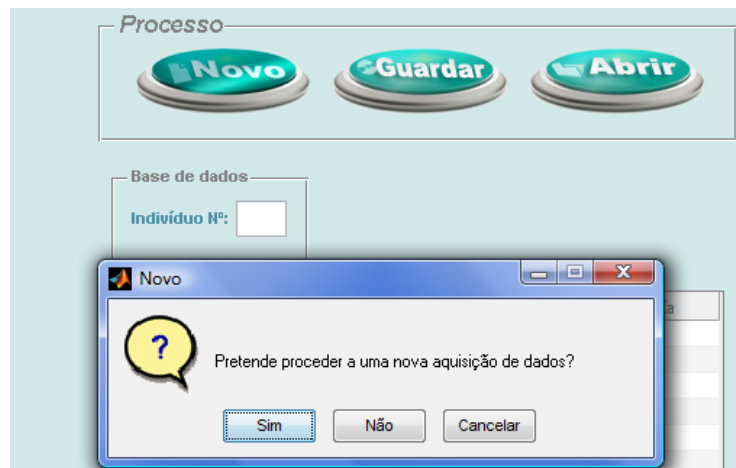 Processo
Novo Guardar Abrir
Base de dados
Indivíduo Nº:
Novo
?
Pretende proceder a uma nova aquisição de dados?
Sim Não Cancelar